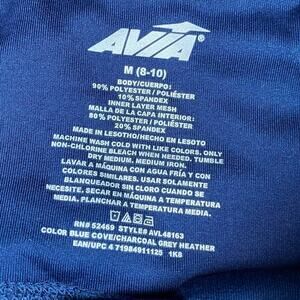 AVIA
M (8-10)
BODY/CUERPO:
90% POLYESTER / POLIÉSTER
10% SPANDEX
INNER LAYER MESH
MALLA DE LA CAPA INTERIOR:
80% POLYESTER / POLIÉSTER
20% SPANDEX
MADE IN LESOTHO/HECHO EN LESOTO
MACHINE WASH COLD WITH LIKE COLORS. ONLY
NON-CHLORINE BLEACH WHEN NEEDED. TUMBLE
DRY MEDIUM. MEDIUM IRON.
LAVAR A MÁQUINA CON AGUA FRÍA Y CON
COLORES SIMILARES. USAR SOLAMENTE
BLANQUEADOR SIN CLORO CUANDO SE
NECESITE. SECAR EN MÁQUINA A TEMPERATURA
MEDIA. PLANCHAR A TEMPERATURA MEDIA.
RN# 52469 STYLE# AVL48163
COLOR BLUE COVE/CHARCOAL GREY HEATHER
EAN/UPC 4 71984911125 1K8